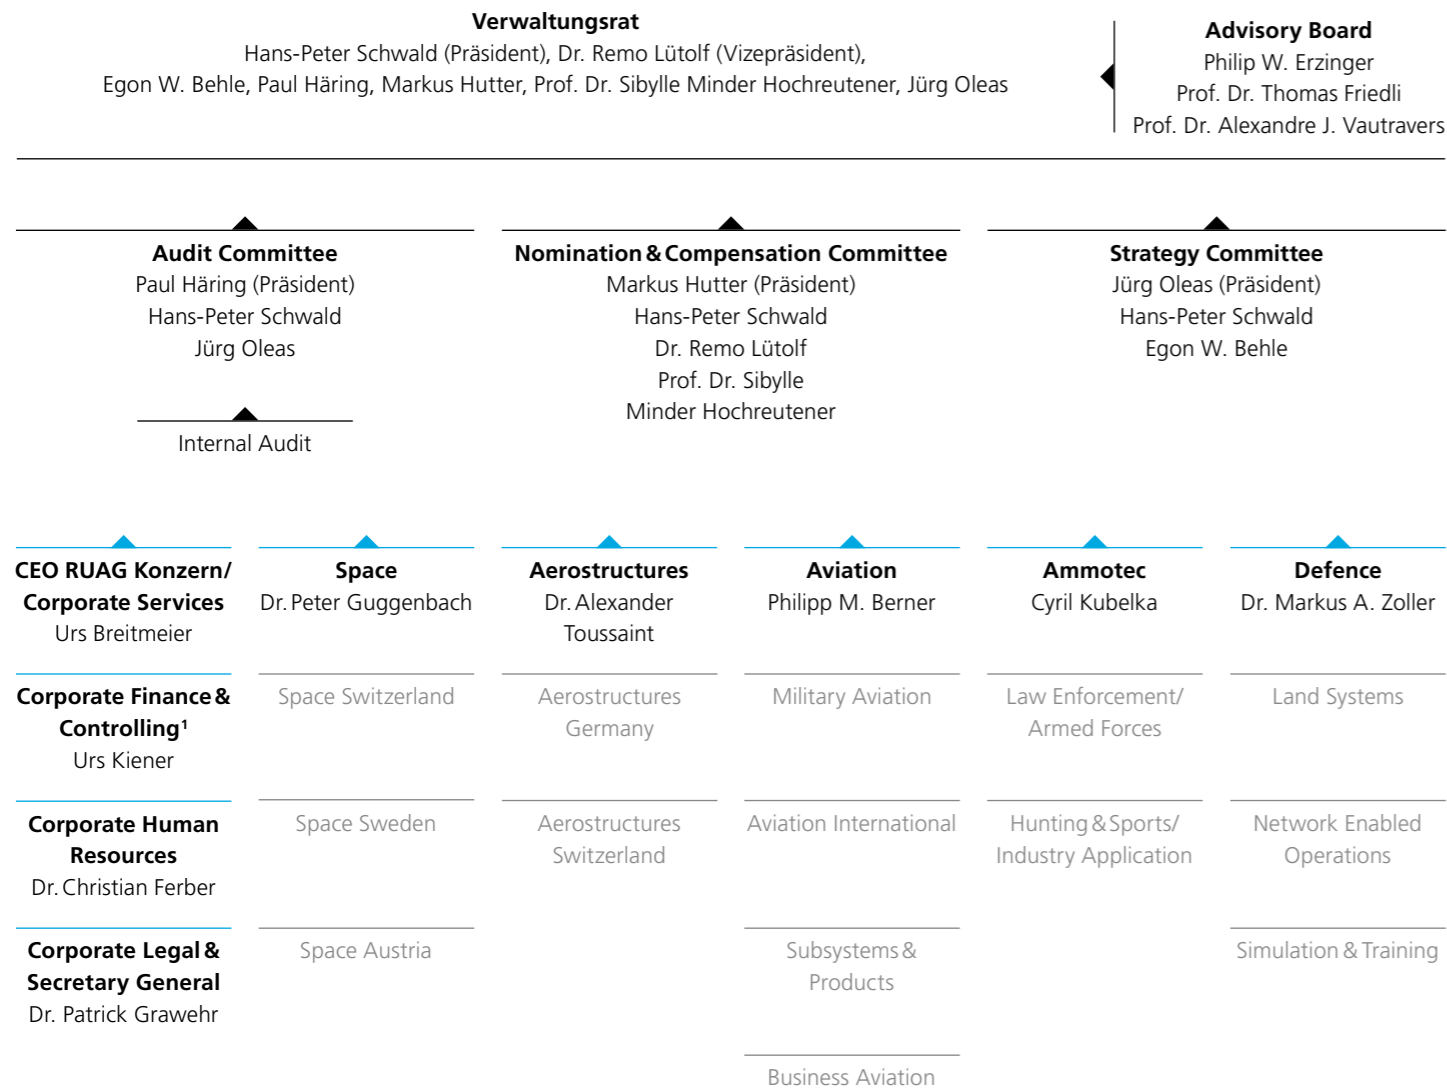 Verwaltungsrat
Hans-Peter Schwald (Präsident), Dr. Remo Lütolf (Vizepräsident),
Egon W. Behle, Paul Häring, Markus Hutter, Prof. Dr. Sibylle Minder Hochreutener, Jürg Oleas
Advisory Board
Philip W. Erzinger
Prof. Dr. Thomas Friedli
Prof. Dr. Alexandre J. Vautravers
Audit Committee
Paul Häring (Präsident)
Hans-Peter Schwald
Jürg Oleas
Internal Audit
Nomination & Compensation Committee
Markus Hutter (Präsident)
Hans-Peter Schwald
Dr. Remo Lütolf
Prof. Dr. Sibylle
Minder Hochreutener
Strategy Committee
Jürg Oleas (Präsident)
Hans-Peter Schwald
Egon W. Behle
CEO RUAG Konzern/
Corporate Services
Urs Breitmeier
Corporate Finance &
Controlling¹
Urs Kiener
Corporate Human
Resources
Dr. Christian Ferber
Corporate Legal &
Secretary General
Dr. Patrick Grawehr
Space
Dr. Peter Guggenbach
Space Switzerland
Space Sweden
Space Austria
Aerostructures
Dr. Alexander
Toussaint
Aerostructures
Germany
Aerostructures
Switzerland
Aviation
Philipp M. Berner
Military Aviation
Aviation International
Subsystems &
Products
Business Aviation
Ammotec
Cyril Kubelka
Law Enforcement/
Armed Forces
Hunting & Sports/
Industry Application
Defence
Dr. Markus A. Zoller
Land Systems
Network Enabled
Operations
Simulation & Training